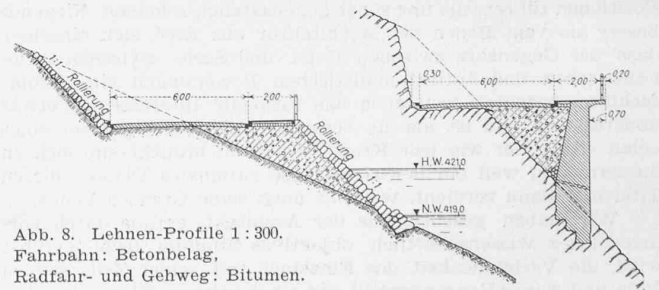 1:1
Rollierung
6,00
2,00
Rollierung
H.W. 421,0
N.W. 419,0
0,30
6,00
2,00
0,20
0,70
Abb. 8. Lehnen-Profile 1 : 300.
Fahrbahn: Betonbelag,
Radfahr- und Gehweg: Bitumen.